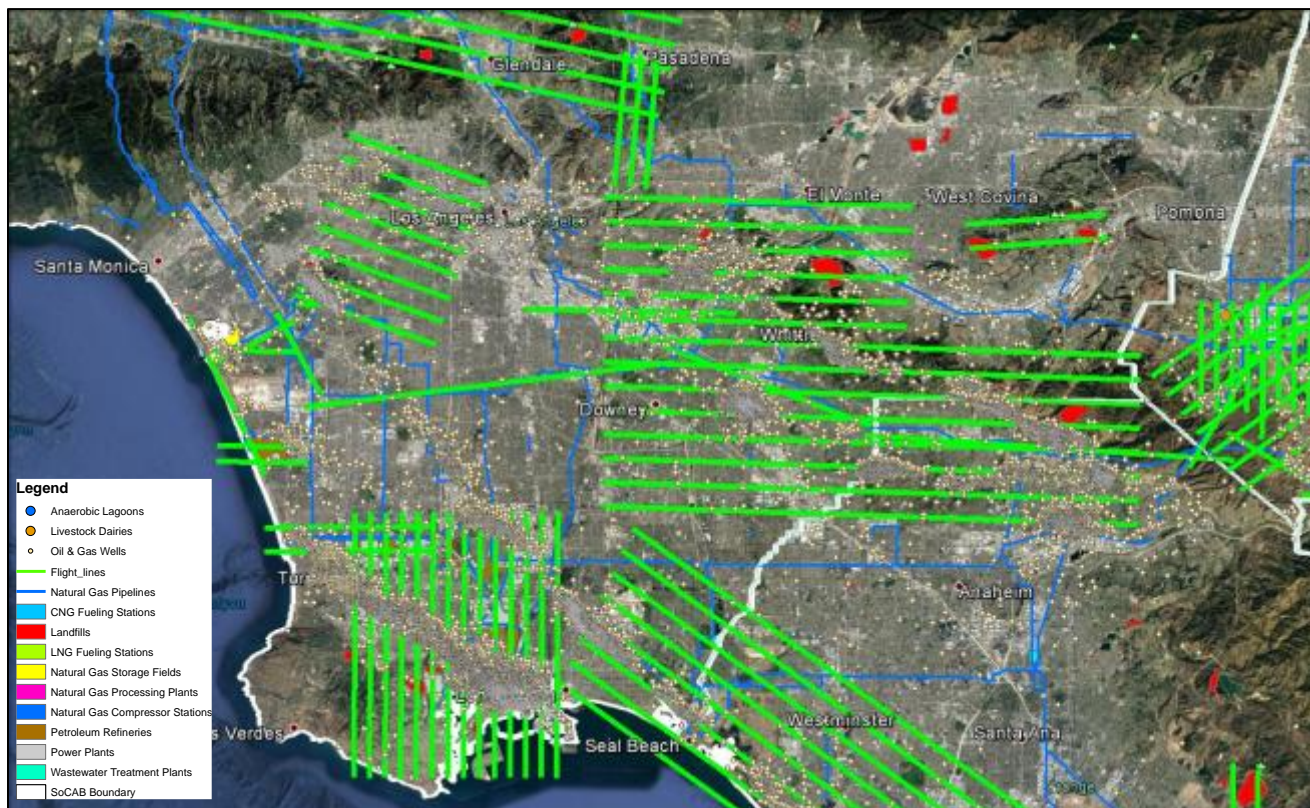 Pasadena
Glendale
El Monte
West Covina
Pomona
Los Angeles
Santa Monica
Downey
Anaheim
Westminster
Santa Ana
Seal Beach
Verdes
Orange
Legend
Anaerobic Lagoons
Livestock Dairies
Oil & Gas Wells
Flight_lines
Natural Gas Pipelines
CNG Fueling Stations
Landfills
LNG Fueling Stations
Natural Gas Storage Fields
Natural Gas Processing Plants
Natural Gas Compressor Stations
Petroleum Refineries
Power Plants
Wastewater Treatment Plants
SoCAB Boundary